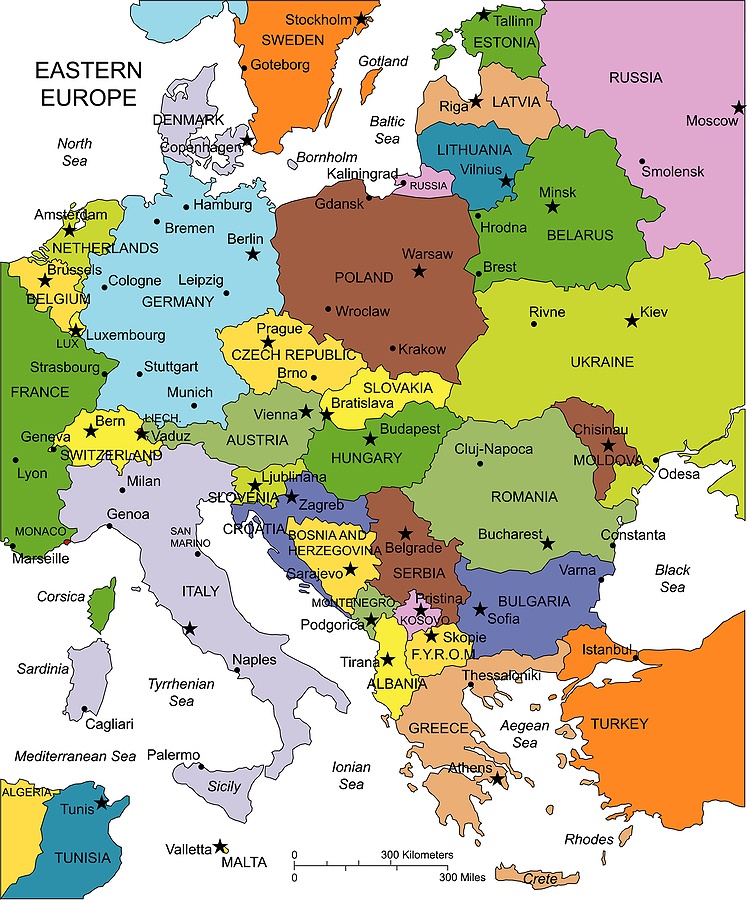 EASTERN
EUROPE
Stockholm
SWEDEN
Goteborg
Gotland
Tallinn
ESTONIA
RUSSIA
Moscow
Riga
LATVIA
DENMARK
Copenhagen
Baltic
Sea
LITHUANIA
Vilnius
North
Sea
Bornholm
Kaliningrad
RUSSIA
Smolensk
Minsk
BELARUS
Hrodna
Brest
Gdansk
Hamburg
Bremen
Berlin
Amsterdam
NETHERLANDS
Brussels
BELGIUM
Cologne
Leipzig
GERMANY
Warsaw
POLAND
Wroclaw
Krakow
Rivne
Kiev
UKRAINE
LUX
Luxembourg
Prague
CZECH REPUBLIC
Brno
Strasbourg
Stuttgart
FRANCE
Munich
SLOVAKIA
Bratislava
Vienna
AUSTRIA
Budapest
HUNGARY
Chisinau
MOLDOVA
Odesa
Bern
LIECH.
Vaduz
Geneva
SWITZERLAND
Lyon
Milan
Genoa
Cluj-Napoca
ROMANIA
Bucharest
Constanta
Ljubljnana
SLOVENIA
Zagreb
CROATIA
MONACO
Marseille
SAN
MARINO
BOSNIA AND
HERZEGOVINA
Sarajevo
Belgrade
SERBIA
Varna
Black
Sea
Corsica
ITALY
MONTENEGRO
Podgorica
Pristina
KOSOVO
BULGARIA
Sofia
Skopie
F.Y.R.O.M
Tirana
ALBANIA
Istanbul
Thessaloniki
Sardinia
Cagliari
Naples
Tyrrhenian
Sea
GREECE
Aegean
Sea
TURKEY
Mediterranean Sea
Palermo
Sicily
Ionian
Sea
Athens
ALGERIA
Tunis
TUNISIA
Valletta
MALTA
Rhodes
Crete
0
300 Kilometers
0
300 Miles